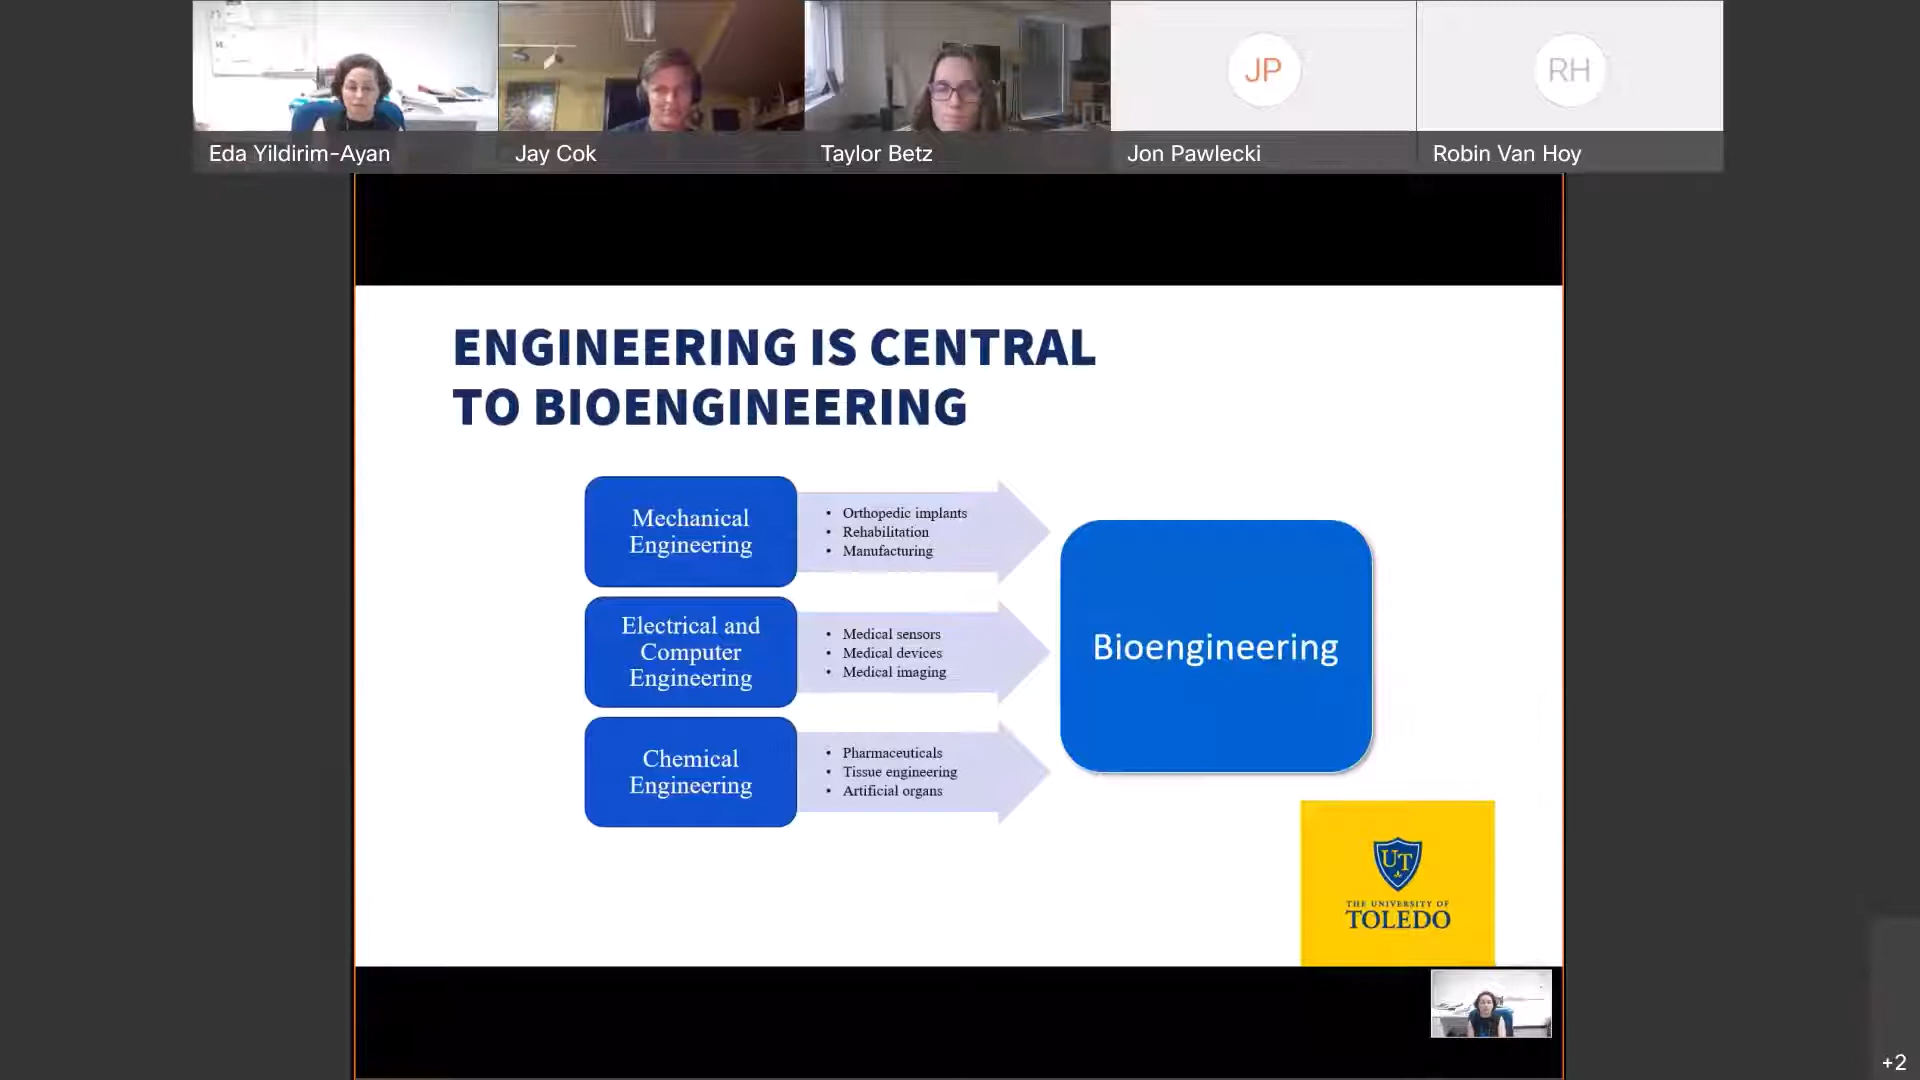 JP
RH
Eda Yildirim-Ayan
Jay Cok
Taylor Betz
Jon Pawlecki
Robin Van Hoy
ENGINEERING IS CENTRAL
TO BIOENGINEERING
Mechanical
Engineering
• Orthopedic implants
• Rehabilitation
• Manufacturing
Electrical and
Computer
Engineering
• Medical sensors
• Medical devices
• Medical imaging
Chemical
Engineering
• Pharmaceuticals
• Tissue engineering
• Artificial organs
Bioengineering
UT
THE UNIVERSITY OF
TOLEDO
+2